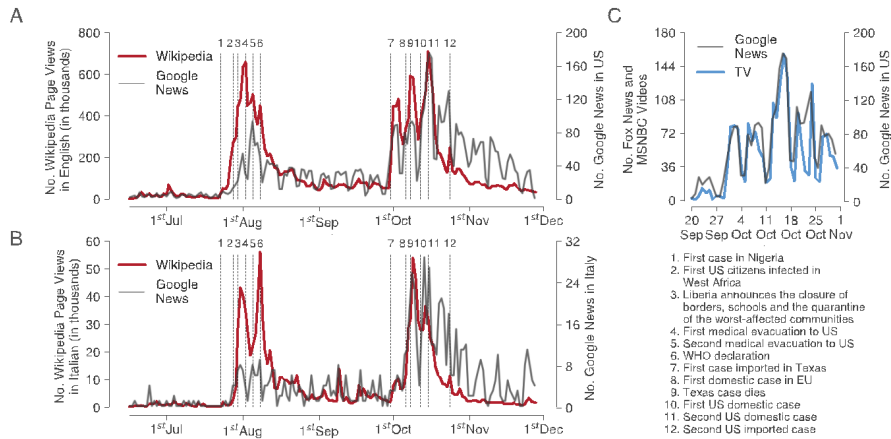 A
No. Wikipedia Page Views
in English (in thousands)
800
600
400
200
0
1 2 3 4 5 6
7 8 9 10 11 12
Wikipedia
Google
News
200
160
120
80
40
0
No. Google News in US
1st Jul
1st Aug
1st Sep
1st Oct
1st Nov
1st Dec
B
No. Wikipedia Page Views
in Italian (in thousands)
60
50
40
30
20
10
0
1 2 3 4 5 6
7 8 9 10 11 12
Wikipedia
Google
News
32
24
16
8
0
No. Google News in Italy
1st Jul
1st Aug
1st Sep
1st Oct
1st Nov
1st Dec
C
No. Fox News and
MSNBC Videos
180
144
108
72
36
0
Google
News
TV
200
160
120
80
40
0
No. Google News in US
20 27 4 11 18 25 1
Sep Sep Oct Oct Oct Oct Nov
1. First case in Nigeria
2. First US citizens infected in
West Africa
3. Liberia announces the closure of
borders, schools and the quarantine
of the worst-affected communities
4. First medical evacuation to US
5. Second medical evacuation to US
6. WHO declaration
7. First case imported in Texas
8. First domestic case in EU
9. Texas case dies
10. First US domestic case
11. Second US domestic case
12. Second US imported case